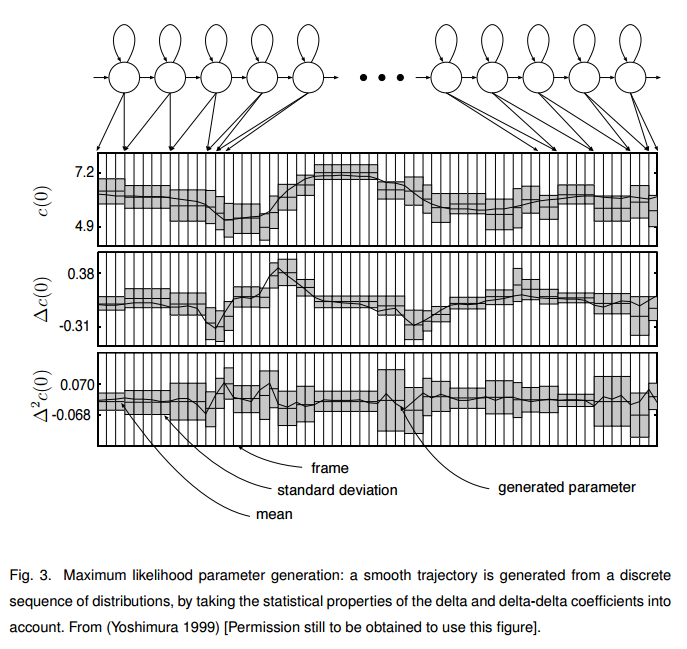 7.2
c(0)
4.9
0.38
Δc(0)
-0.31
0.070
Δ²c(0)
-0.068
frame
standard deviation
generated parameter
mean
Fig. 3. Maximum likelihood parameter generation: a smooth trajectory is generated from a discrete
sequence of distributions, by taking the statistical properties of the delta and delta-delta coefficients into
account. From (Yoshimura 1999) [Permission still to be obtained to use this figure].